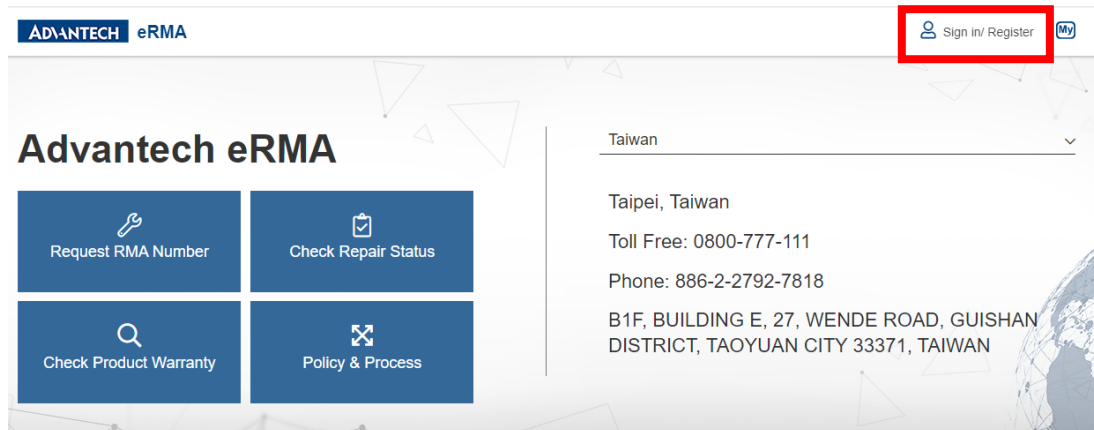 ADVANTECH eRMA
Sign in/ Register
My
Advantech eRMA
Request RMA Number
Check Repair Status
Check Product Warranty
Policy & Process
Taiwan
Taipei, Taiwan
Toll Free: 0800-777-111
Phone: 886-2-2792-7818
B1F, BUILDING E, 27, WENDE ROAD, GUISHAN
DISTRICT, TAOYUAN CITY 33371, TAIWAN